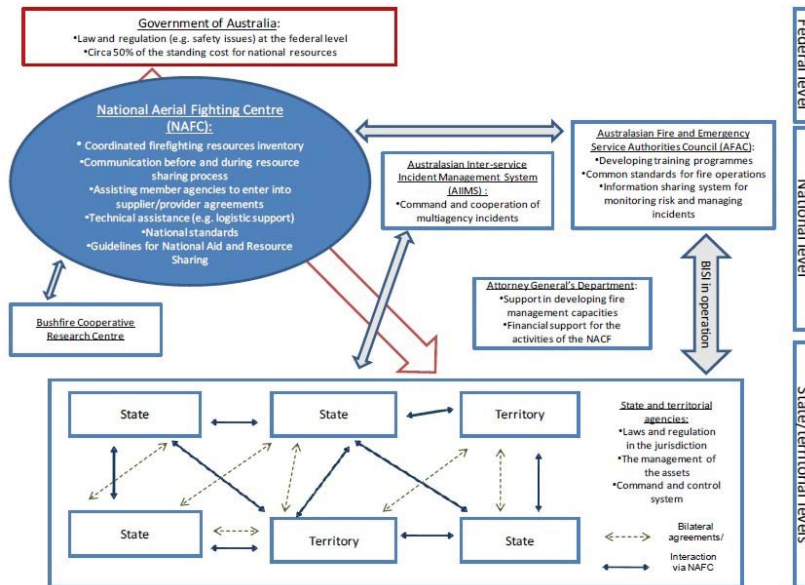 Government of Australia:
•Law and regulation (e.g. safety issues) at the federal level
•Circa 50% of the standing cost for national resources
National Aerial Fighting Centre
(NAFC):
• Coordinated firefighting resources inventory
•Communication before and during resource
sharing process
•Assisting member agencies to enter into
supplier/provider agreements
•Technical assistance (e.g. logistic support)
•National standards
•Guidelines for National Aid and Resource
Sharing
Australasian Inter-service
Incident Management System
(AIIMS) :
•Command and cooperation of
multiagency incidents
Australasian Fire and Emergency
Service Authorities Council (AFAC):
•Developing training programmes
•Common standards for fire operations
•Information sharing system for
monitoring risk and managing
incidents
Bushfire Cooperative
Research Centre
Attorney General's Department:
•Support in developing fire
management capacities
•Financial support for the
activities of the NACF
BISI in operation
State
State
Territory
State
Territory
State
State and territorial
agencies:
•Laws and regulation
in the jurisdiction
•The management of
the assets
•Command and control
system
Bilateral
agreements/
Interaction
via NAFC
Federal level
National level
State/territorial levels